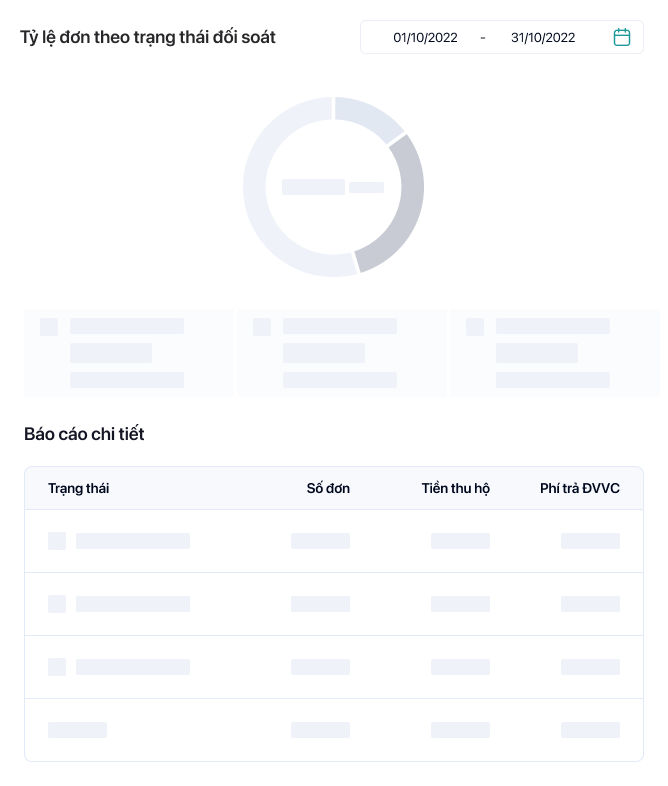 Tỷ lệ đơn theo trạng thái đối soát
01/10/2022 - 31/10/2022
Báo cáo chi tiết
Trạng thái Số đơn Tiền thu hộ Phí trả ĐVVC